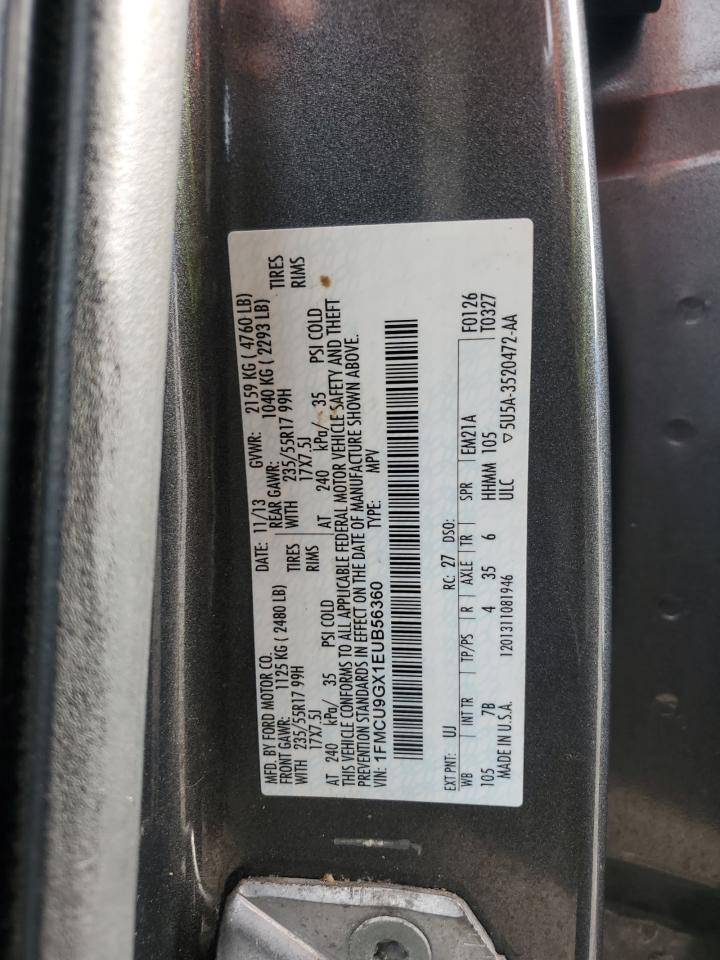 MFD. BY FORD MOTOR CO.
DATE: 11/13 GVWR: 2159 KG ( 4760 LB)
FRONT GAWR: 1125 KG ( 2480 LB) REAR GAWR: 1040 KG ( 2293 LB)
WITH 235/55R17 99H TIRES WITH 235/55R17 99H TIRES
17X7.5J RIMS 17X7.5J RIMS
AT 240 kPa/ 35 PSI COLD AT 240 kPa/ 35 PSI COLD
THIS VEHICLE CONFORMS TO ALL APPLICABLE FEDERAL MOTOR VEHICLE SAFETY AND THEFT
PREVENTION STANDARDS IN EFFECT ON THE DATE OF MANUFACTURE SHOWN ABOVE.
VIN: 1FMCU9GX1EUB56360 TYPE: MPV
EXT PNT: UJ RC: 27 DSO: F0126
WB INT TR TP/PS R AXLE TR SPR EM21A T0327
105 7B 4 35 6 HHMM 105
MADE IN U.S.A. 1201311081946 ULC ▽5U5A-3520472-AA